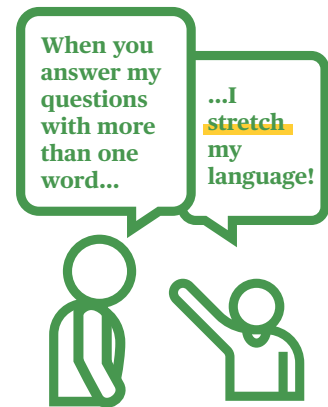 When you
answer my
questions
with more
than one
word...
...I
stretch
my
language!